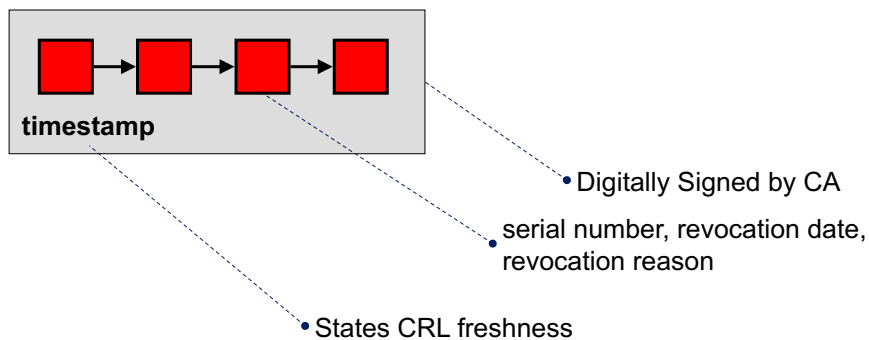 timestamp
Digitally Signed by CA
serial number, revocation date,
revocation reason
States CRL freshness